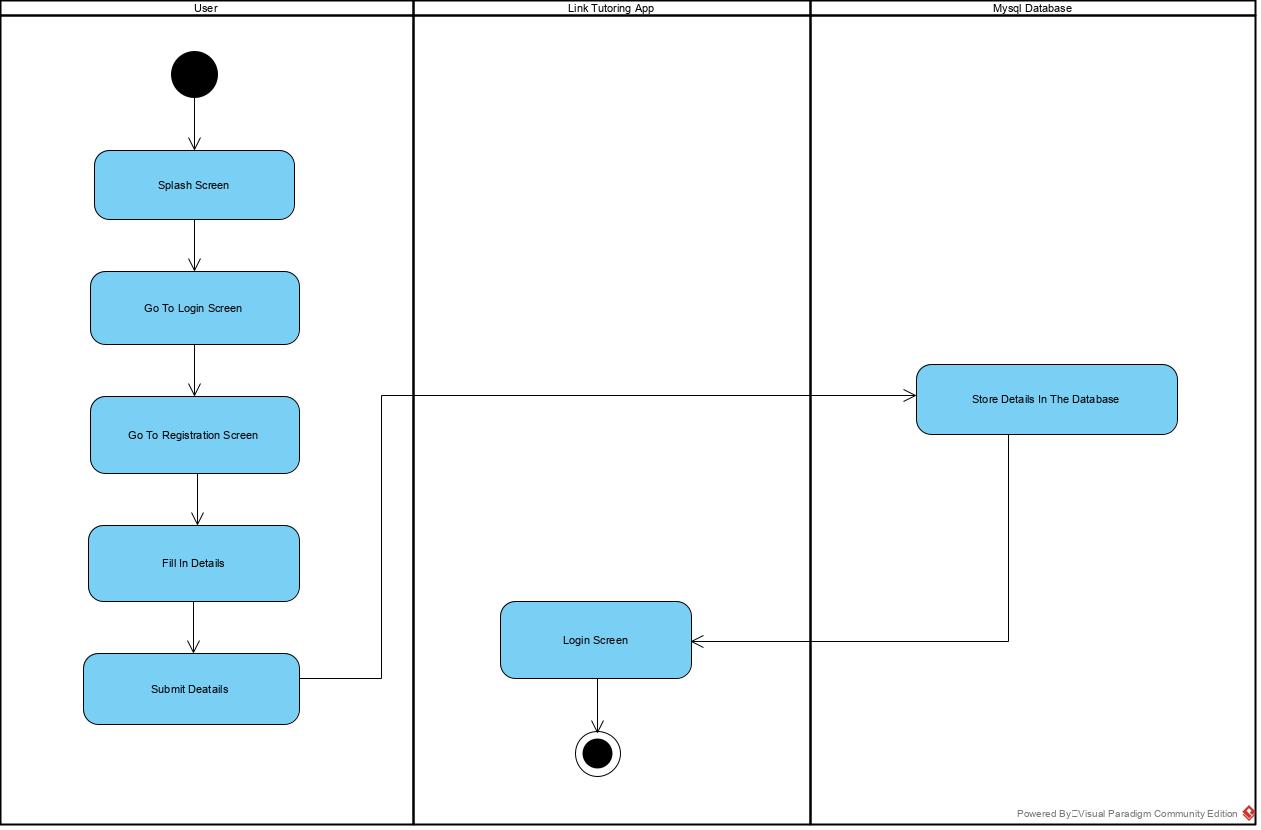 User
Link Tutoring App
Mysql Database
Splash Screen
Go To Login Screen
Go To Registration Screen
Fill In Details
Submit Deatails
Store Details In The Database
Login Screen
Powered By Visual Paradigm Community Edition